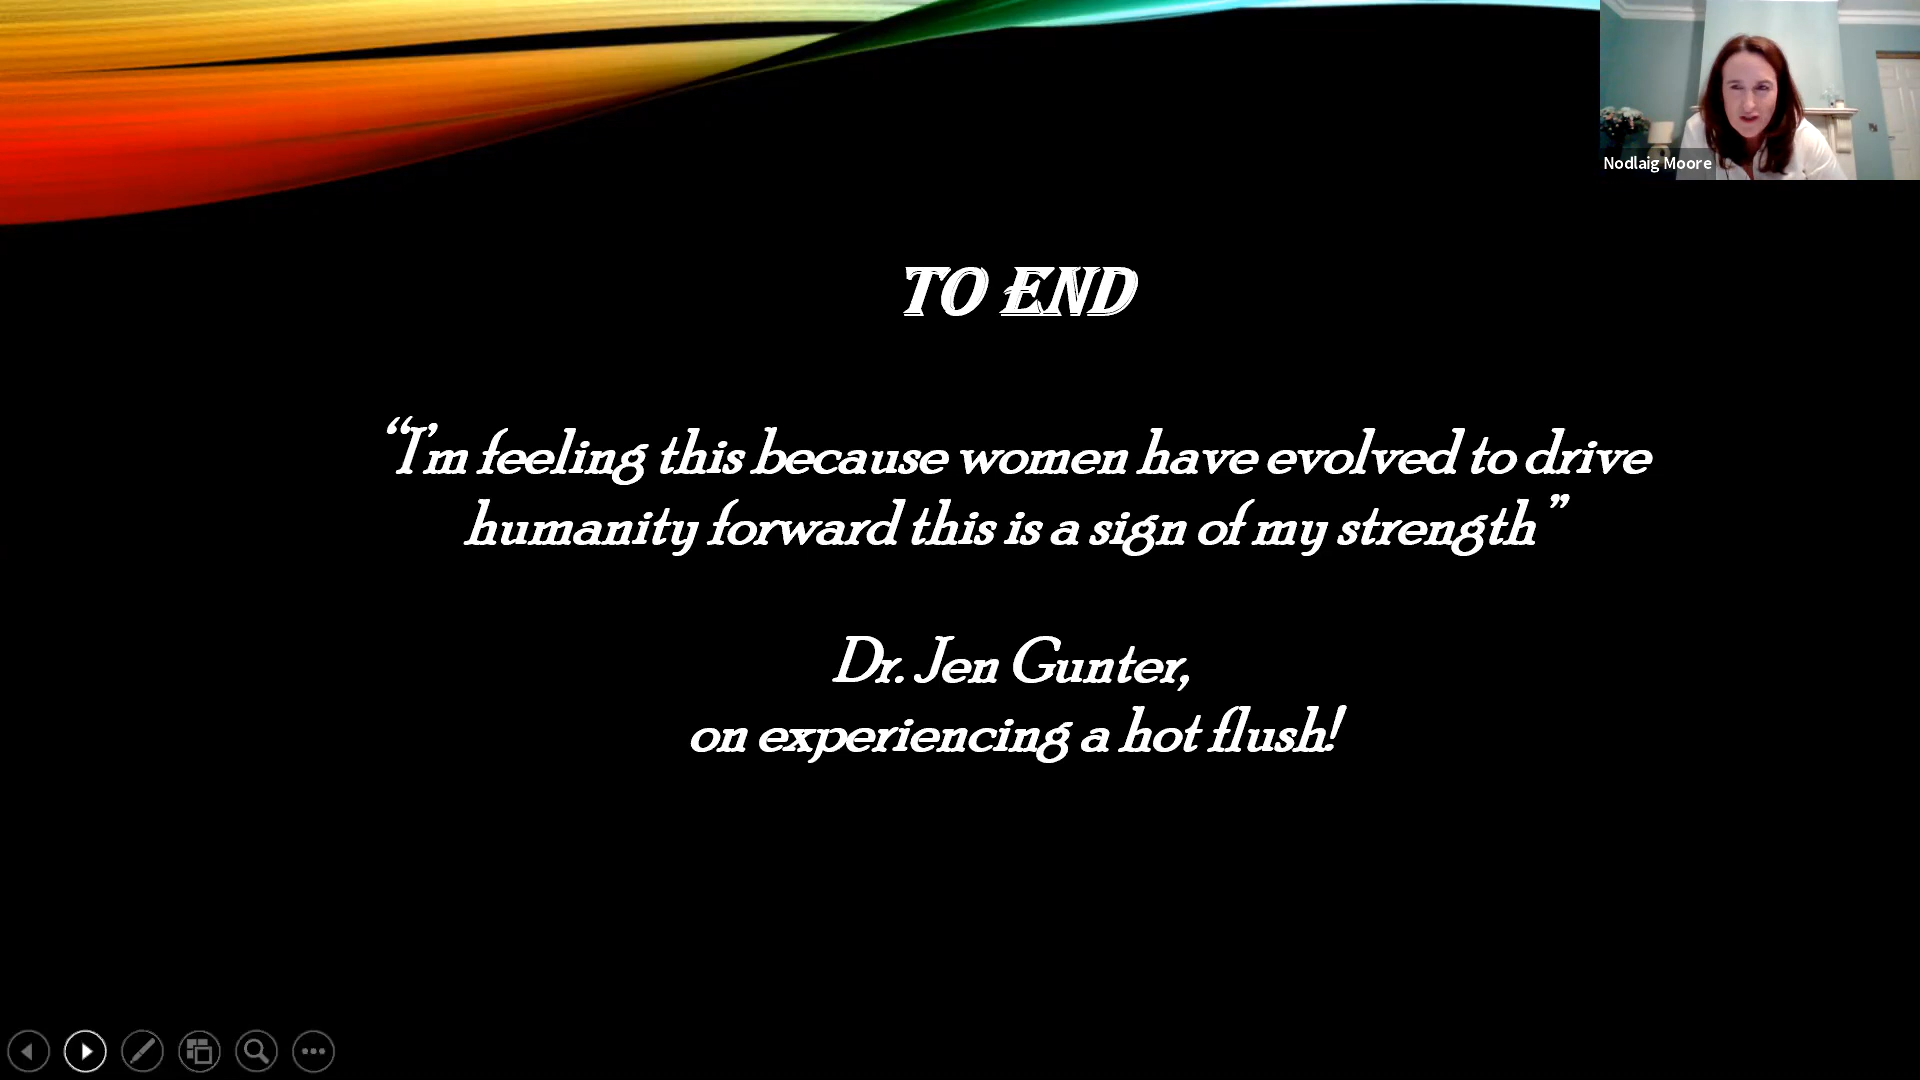 Nodlaig Moore
TO END
“I’m feeling this because women have evolved to drive
humanity forward this is a sign of my strength”
Dr. Jen Gunter,
on experiencing a hot flush!